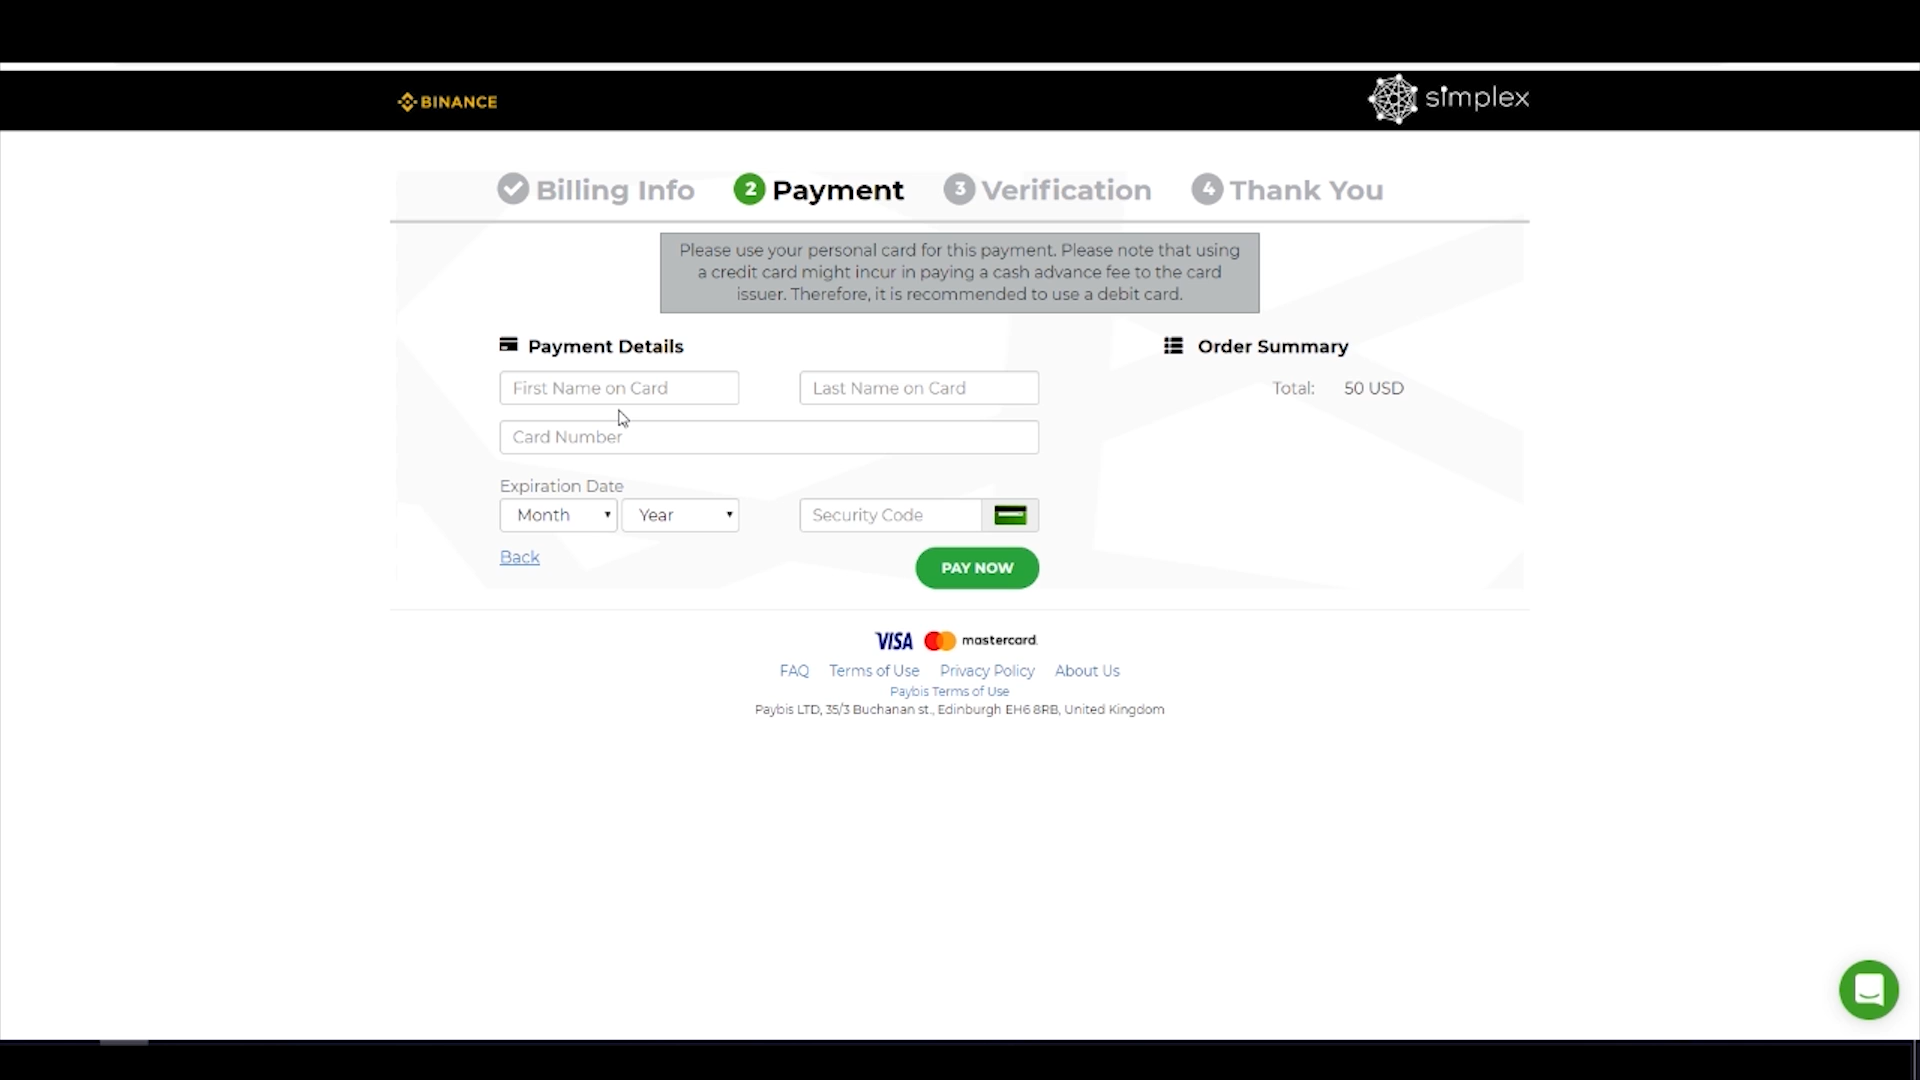 BINANCE
simplex
Billing Info
2 Payment
3 Verification
4 Thank You
Please use your personal card for this payment. Please note that using
a credit card might incur in paying a cash advance fee to the card
issuer. Therefore, it is recommended to use a debit card.
Payment Details
Order Summary
First Name on Card
Last Name on Card
Total: 50 USD
Card Number
Expiration Date
Month
Year
Security Code
Back
PAY NOW
VISA mastercard.
FAQ Terms of Use Privacy Policy About Us
Paybis Terms of Use
Paybis LTD, 35/3 Buchanan st., Edinburgh EH6 8RB, United Kingdom